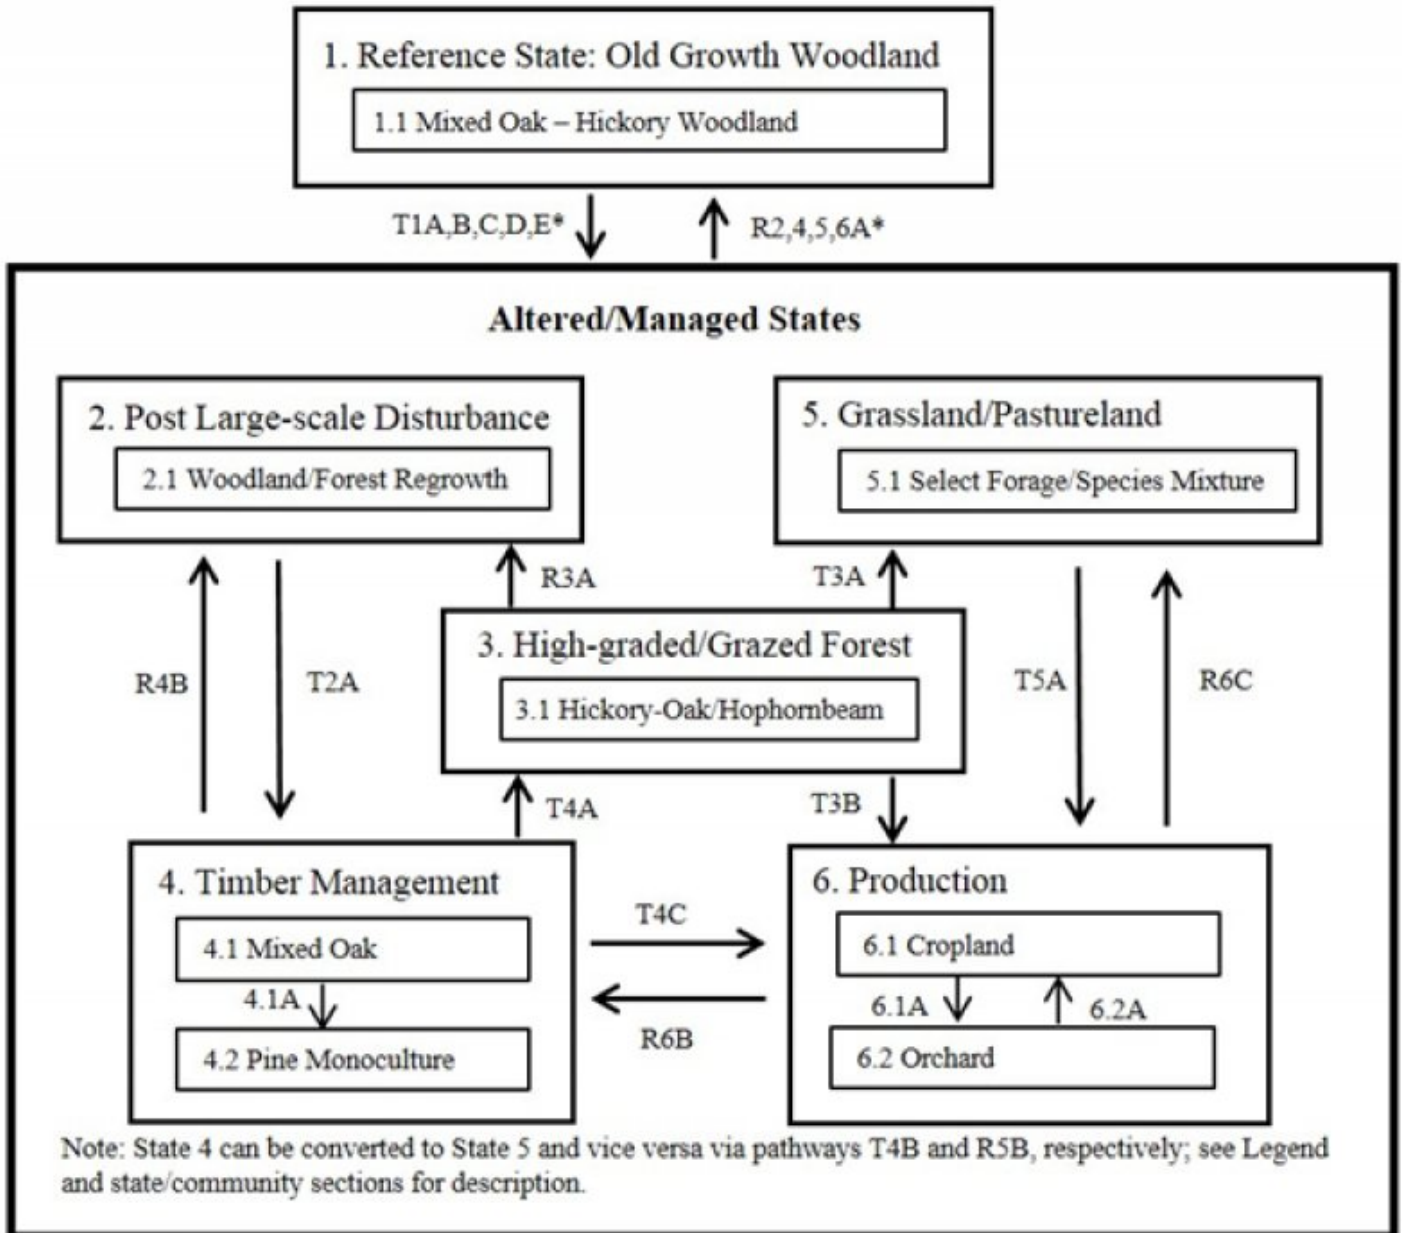 1. Reference State: Old Growth Woodland
1.1 Mixed Oak – Hickory Woodland
T1A,B,C,D,E*
R2,4,5,6A*
Altered/Managed States
2. Post Large-scale Disturbance
2.1 Woodland/Forest Regrowth
5. Grassland/Pastureland
5.1 Select Forage/Species Mixture
R3A
T3A
3. High-graded/Grazed Forest
3.1 Hickory-Oak/Hophornbeam
R4B
T2A
T5A
R6C
T4A
T3B
4. Timber Management
4.1 Mixed Oak
4.1A
4.2 Pine Monoculture
T4C
R6B
6. Production
6.1 Cropland
6.1A
6.2A
6.2 Orchard
Note: State 4 can be converted to State 5 and vice versa via pathways T4B and R5B, respectively; see Legend
and state/community sections for description.